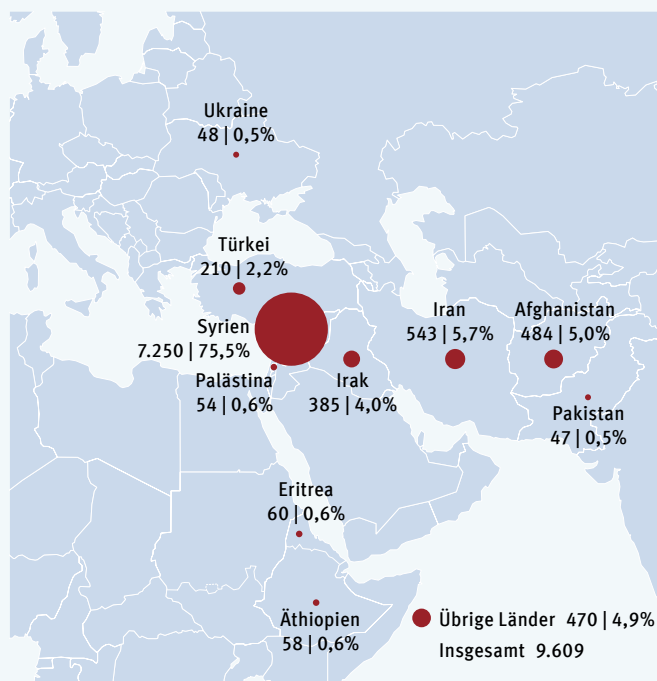 Ukraine
48 | 0,5%
Türkei
210 | 2,2%
Syrien
7.250 | 75,5%
Palästina
54 | 0,6%
Irak
385 | 4,0%
Iran
543 | 5,7%
Afghanistan
484 | 5,0%
Pakistan
47 | 0,5%
Eritrea
60 | 0,6%
Äthiopien
58 | 0,6%
Übrige Länder 470 | 4,9%
Insgesamt 9.609